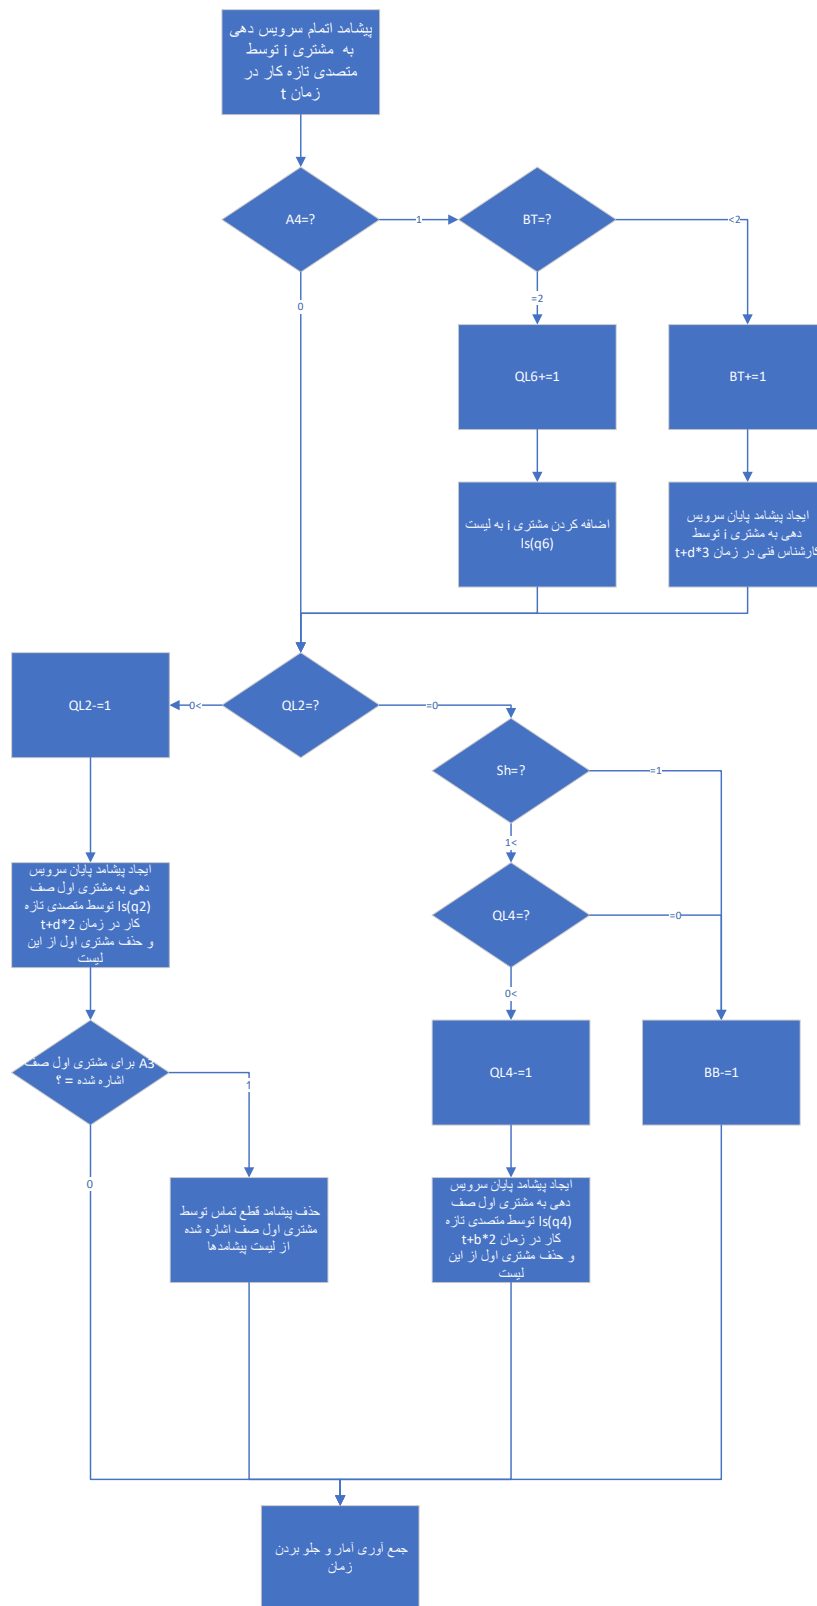 پیشامد اتمام سرویس دهی
به مشتری i توسط
متصدی تازه کار در
زمان t
A4=?
1
BT=?
<2
0
=2
QL6+=1
BT+=1
اضافه کردن مشتری i به لیست
ls(q6)
ایجاد پیشامد پایان سرویس
دهی به مشتری i توسط
کارشناس فنی در زمان t+d*3
QL2-=1
0<
QL2=?
=0
Sh=?
=1
1<
ایجاد پیشامد پایان سرویس
دهی به مشتری اول صف
ls(q2) توسط متصدی تازه
کار در زمان t+d*2
و حذف مشتری اول از این
لیست
QL4=?
=0
0<
A3 برای مشتری اول صف
اشاره شده = ؟
1
0
QL4-=1
BB-=1
حذف پیشامد قطع تماس توسط
مشتری اول صف اشاره شده
از لیست پیشامدها
ایجاد پیشامد پایان سرویس
دهی به مشتری اول صف
ls(q4) توسط متصدی تازه
کار در زمان t+b*2
و حذف مشتری اول از این
لیست
جمع آوری آمار و جلو بردن
زمان